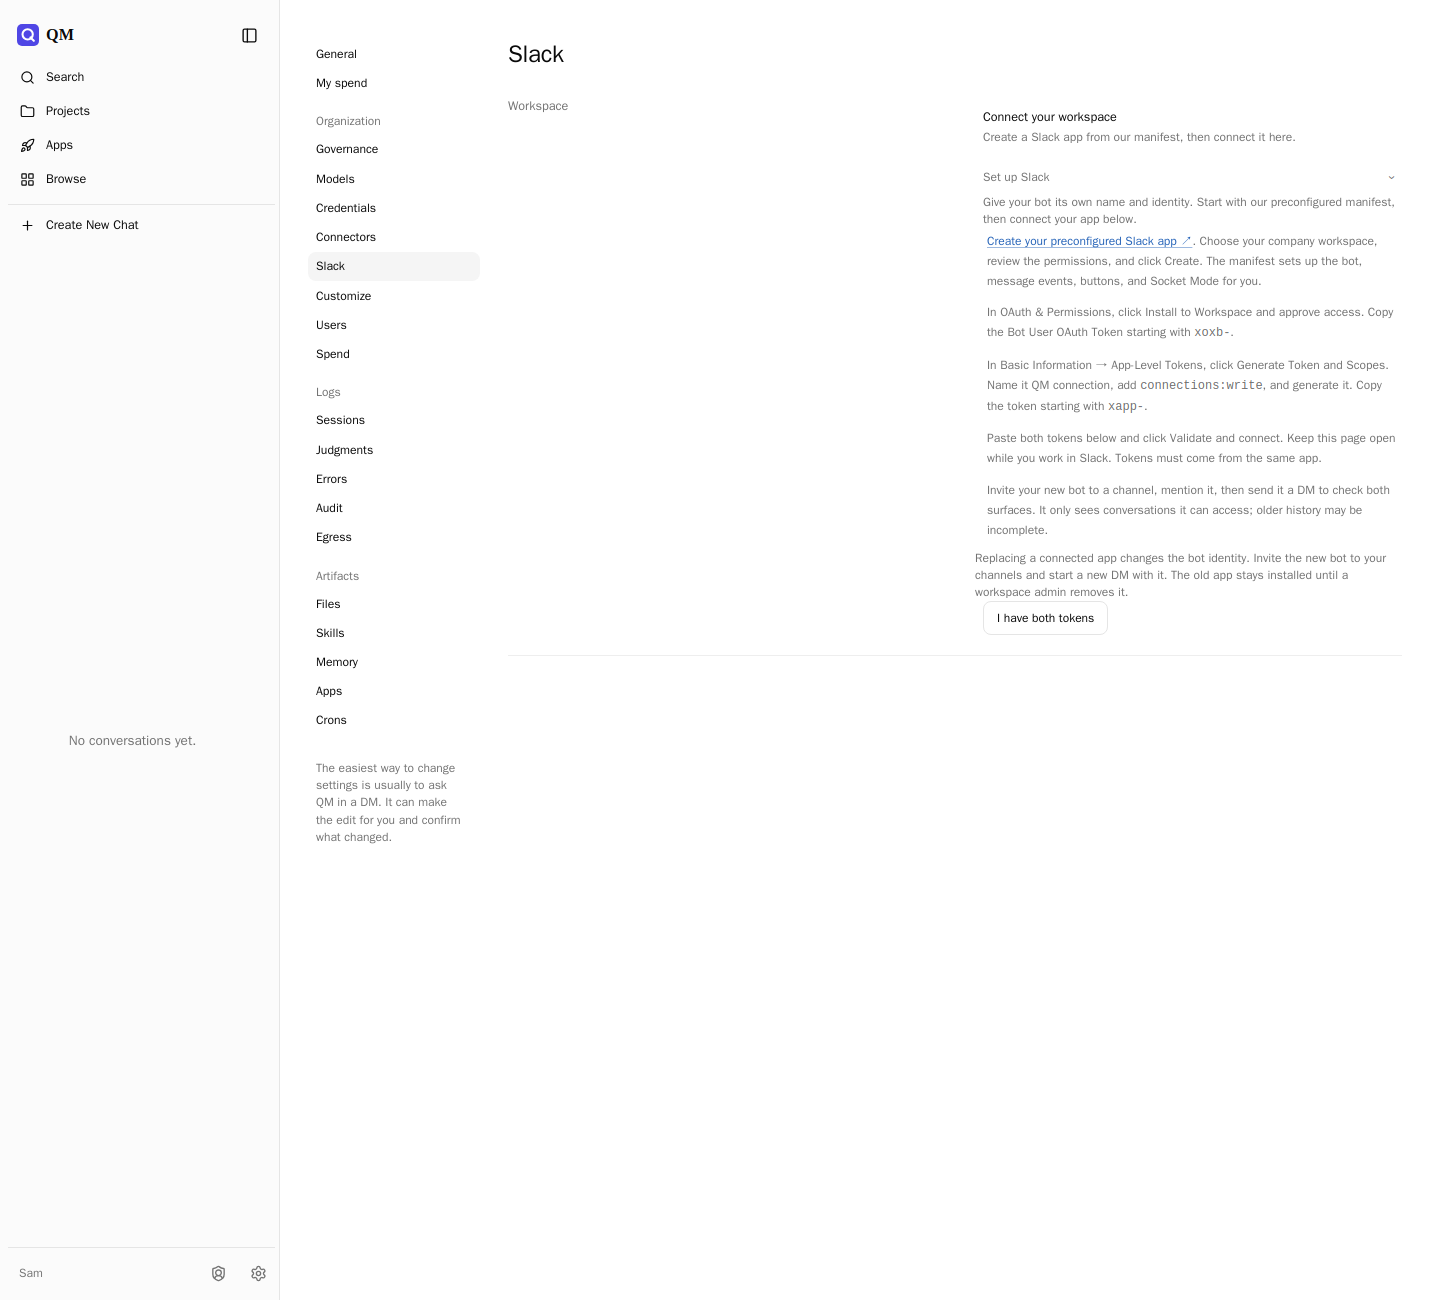 QM
Search
Projects
Apps
Browse
Create New Chat
No conversations yet.
Sam
General
My spend
Organization
Governance
Models
Credentials
Connectors
Slack
Customize
Users
Spend
Logs
Sessions
Judgments
Errors
Audit
Egress
Artifacts
Files
Skills
Memory
Apps
Crons
The easiest way to change
settings is usually to ask
QM in a DM. It can make
the edit for you and confirm
what changed.
Slack
Workspace
Connect your workspace
Create a Slack app from our manifest, then connect it here.
Set up Slack
Give your bot its own name and identity. Start with our preconfigured manifest,
then connect your app below.
Create your preconfigured Slack app ↗. Choose your company workspace,
review the permissions, and click Create. The manifest sets up the bot,
message events, buttons, and Socket Mode for you.
In OAuth & Permissions, click Install to Workspace and approve access. Copy
the Bot User OAuth Token starting with xoxb-.
In Basic Information → App-Level Tokens, click Generate Token and Scopes.
Name it QM connection, add connections:write, and generate it. Copy
the token starting with xapp-.
Paste both tokens below and click Validate and connect. Keep this page open
while you work in Slack. Tokens must come from the same app.
Invite your new bot to a channel, mention it, then send it a DM to check both
surfaces. It only sees conversations it can access; older history may be
incomplete.
Replacing a connected app changes the bot identity. Invite the new bot to your
channels and start a new DM with it. The old app stays installed until a
workspace admin removes it.
I have both tokens